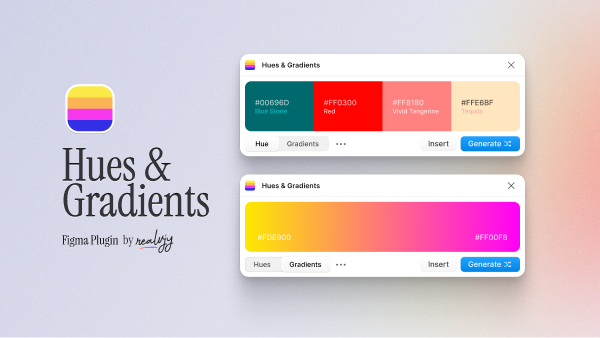 Hues &
Gradients
Figma Plugin by realvjy
Hues & Gradients
#00696D
Blue Stone
#FF0300
Red
#FF8180
Vivid Tangerine
#FFE6BF
Tequila
Hue
Gradients
Insert
Generate
Hues & Gradients
#FDE900
#FF00F8
Hues
Gradients
Insert
Generate